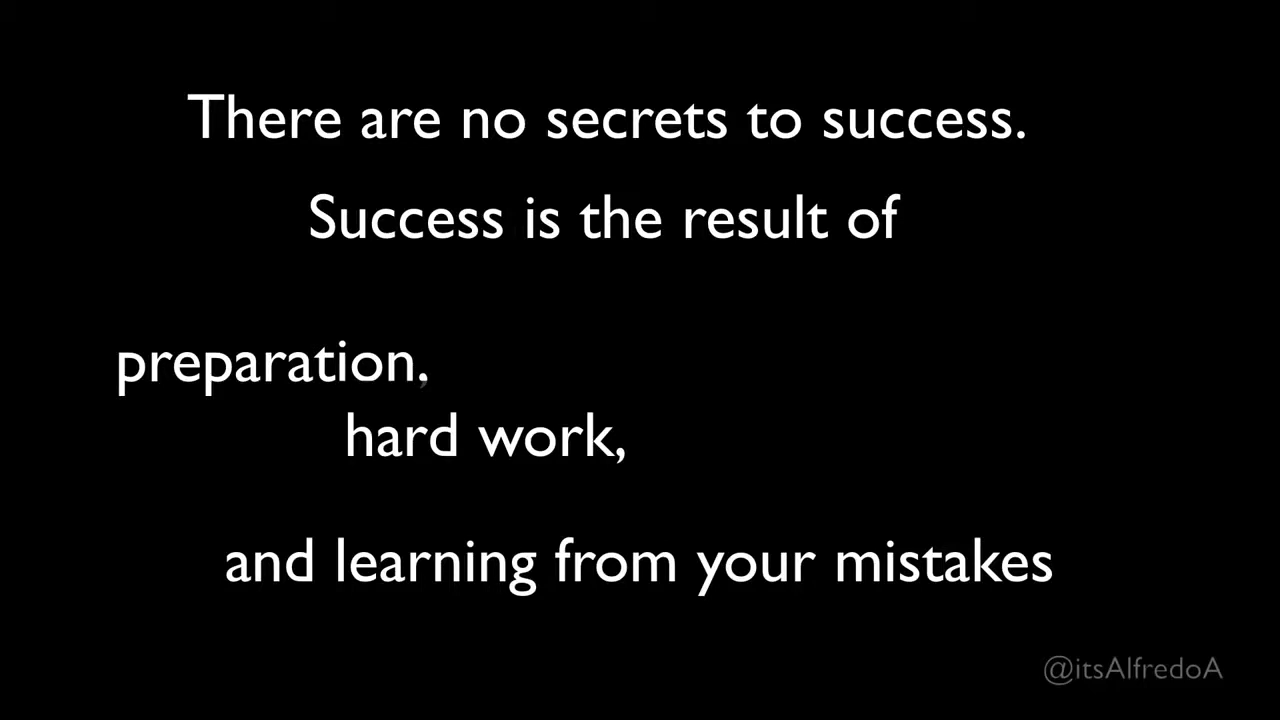 There are no secrets to success.
Success is the result of
preparation,
hard work,
and learning from your mistakes
@itsAlfredoA